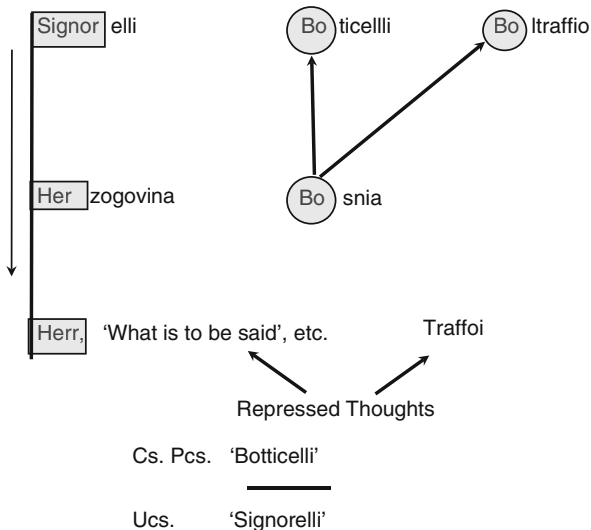 Signor elli Bo ticellli Bo ltraffio
Her zogovina Bo snia
Herr, ‘What is to be said’, etc. Traffoi
Repressed Thoughts
Cs. Pcs. ‘Botticelli’
Ucs. ‘Signorelli’